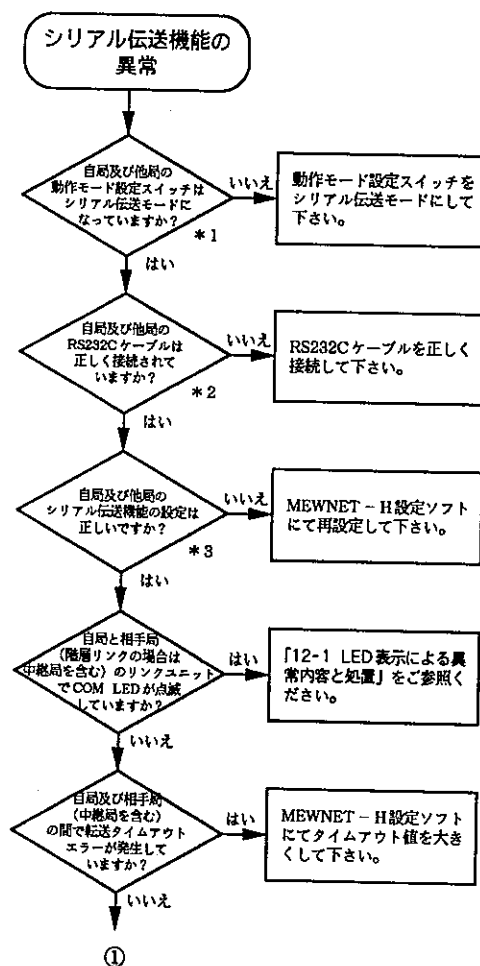 シリアル伝送機能の
異常
自局及び他局の
動作モード設定スイッチは
シリアル伝送モードに
なっていますか？
＊1
いいえ
動作モード設定スイッチを
シリアル伝送モードにして
下さい。
はい
自局及び他局の
RS232Cケーブルは
正しく接続されて
いますか？
＊2
いいえ
RS232Cケーブルを正しく
接続して下さい。
はい
自局及び他局の
シリアル伝送機能の設定は
正しいですか？
＊3
いいえ
MEWNET－H設定ソフト
にて再設定して下さい。
はい
自局と相手局
(階層リンクの場合は
中継局を含む)のリンクユニット
でCOM LEDが点滅
していますか？
はい
「12-1 LED表示による異
常内容と処置」をご参照く
ださい。
いいえ
自局及び相手局
(中継局を含む)
の間で転送タイムアウト
エラーが発生して
いますか？
はい
MEWNET－H設定ソフト
にてタイムアウト値を大き
くして下さい。
いいえ
①